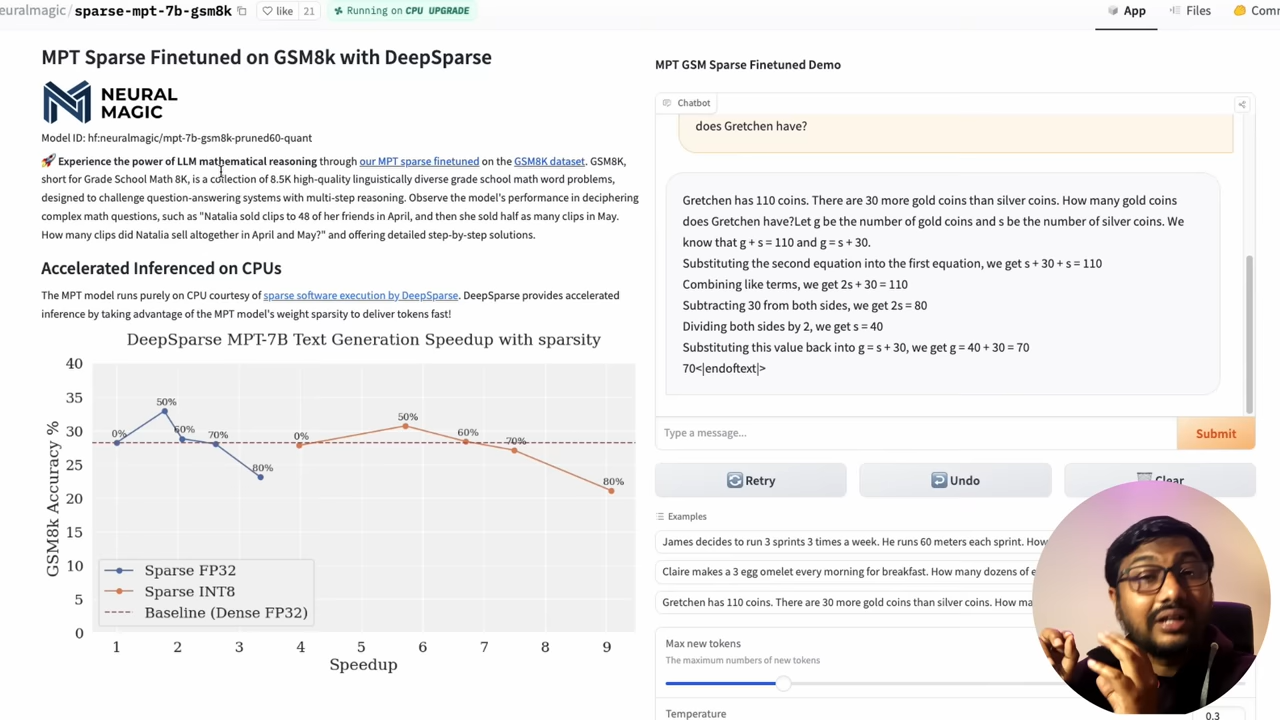 euralmagic/sparse-mpt-7b-gsm8k
like 21
Running on CPU UPGRADE
App
Files
Comm
MPT Sparse Finetuned on GSM8k with DeepSparse
NEURAL
MAGIC
Model ID: hf:neuralmagic/mpt-7b-gsm8k-pruned60-quant
🚀 Experience the power of LLM mathematical reasoning through our MPT sparse finetuned on the GSM8K dataset. GSM8K,
short for Grade School Math 8K, is a collection of 8.5K high-quality linguistically diverse grade school math word problems,
designed to challenge question-answering systems with multi-step reasoning. Observe the model's performance in deciphering
complex math questions, such as "Natalia sold clips to 48 of her friends in April, and then she sold half as many clips in May.
How many clips did Natalia sell altogether in April and May?" and offering detailed step-by-step solutions.
Accelerated Inferenced on CPUs
The MPT model runs purely on CPU courtesy of sparse software execution by DeepSparse. DeepSparse provides accelerated
inference by taking advantage of the MPT model's weight sparsity to deliver tokens fast!
DeepSparse MPT-7B Text Generation Speedup with sparsity
GSM8k Accuracy %
40
35
30
25
20
15
10
5
0
0%
50%
60%
70%
80%
0%
50%
60%
70%
80%
Sparse FP32
Sparse INT8
Baseline (Dense FP32)
1 2 3 4 5 6 7 8 9
Speedup
MPT GSM Sparse Finetuned Demo
Chatbot
does Gretchen have?
Gretchen has 110 coins. There are 30 more gold coins than silver coins. How many gold coins
does Gretchen have?Let g be the number of gold coins and s be the number of silver coins. We
know that g + s = 110 and g = s + 30.
Substituting the second equation into the first equation, we get s + 30 + s = 110
Combining like terms, we get 2s + 30 = 110
Subtracting 30 from both sides, we get 2s = 80
Dividing both sides by 2, we get s = 40
Substituting this value back into g = s + 30, we get g = 40 + 30 = 70
70<|endoftext|>
Type a message...
Submit
Retry
Undo
Clear
Examples
James decides to run 3 sprints 3 times a week. He runs 60 meters each sprint. How
Claire makes a 3 egg omelet every morning for breakfast. How many dozens of e
Gretchen has 110 coins. There are 30 more gold coins than silver coins. How ma
Max new tokens
The maximum numbers of new tokens
Temperature
0.3